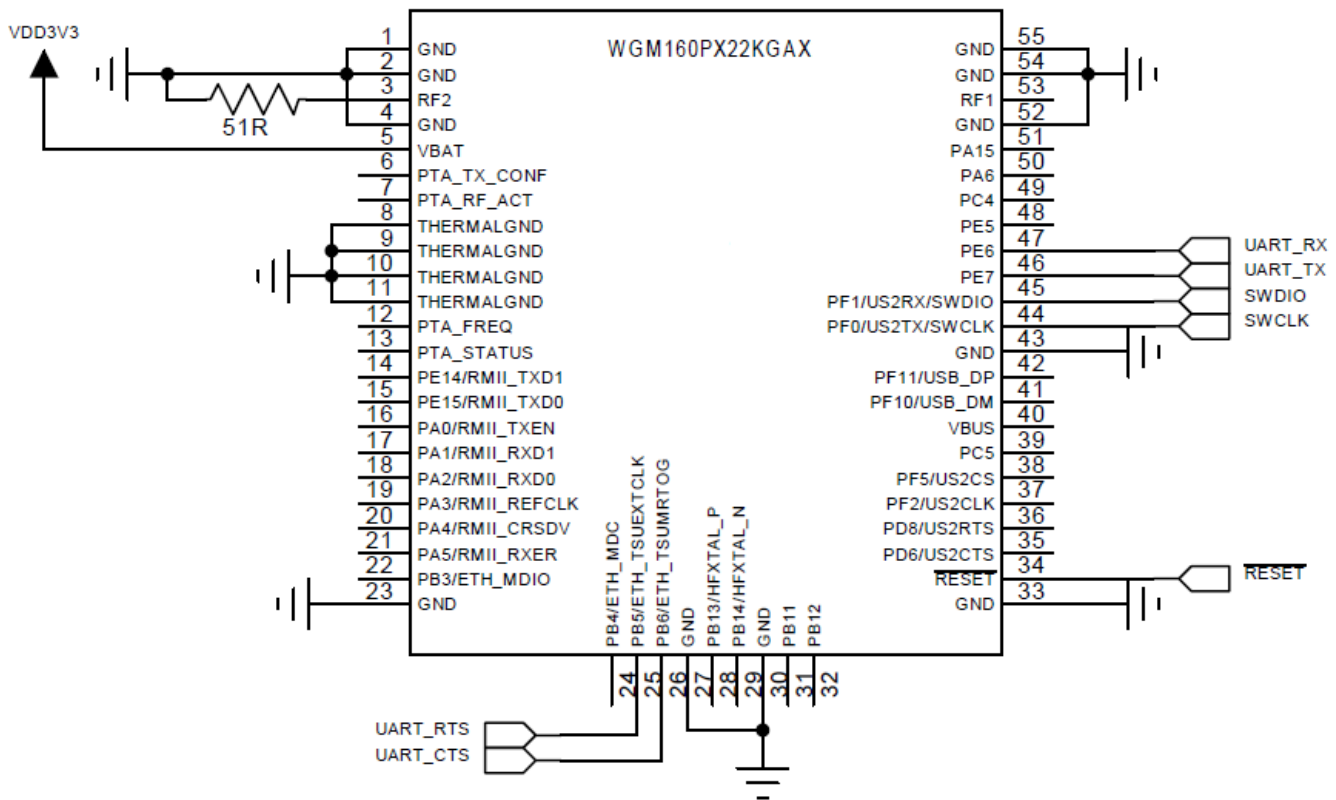 VDD3V3
WGM160PX22KGAX
51R
1 GND
2 GND
3 RF2
4 GND
5 VBAT
6 PTA_TX_CONF
7 PTA_RF_ACT
8 THERMALGND
9 THERMALGND
10 THERMALGND
11 THERMALGND
12 PTA_FREQ
13 PTA_STATUS
14 PE14/RMII_TXD1
15 PE15/RMII_TXD0
16 PA0/RMII_TXEN
17 PA1/RMII_RXD1
18 PA2/RMII_RXD0
19 PA3/RMII_REFCLK
20 PA4/RMII_CRSDV
21 PA5/RMII_RXER
22 PB3/ETH_MDIO
23 GND
PB4/ETH_MDC 24
PB5/ETH_TSUEXTCLK 25
PB6/ETH_TSUMRTOG 26
GND 27
PB13/HFXTAL_P 28
PB14/HFXTAL_N 29
GND 30
PB11 31
PB12 32
UART_RTS
UART_CTS
GND 55
GND 54
RF1 53
GND 52
PA15 51
PA6 50
PC4 49
PE5 48
PE6 47 UART_RX
PE7 46 UART_TX
PF1/US2RX/SWDIO 45 SWDIO
PF0/US2TX/SWCLK 44 SWCLK
GND 43
PF11/USB_DP 42
PF10/USB_DM 41
VBUS 40
PC5 39
PF5/US2CS 38
PF2/US2CLK 37
PD8/US2RTS 36
PD6/US2CTS 35
RESET 34 RESET
GND 33